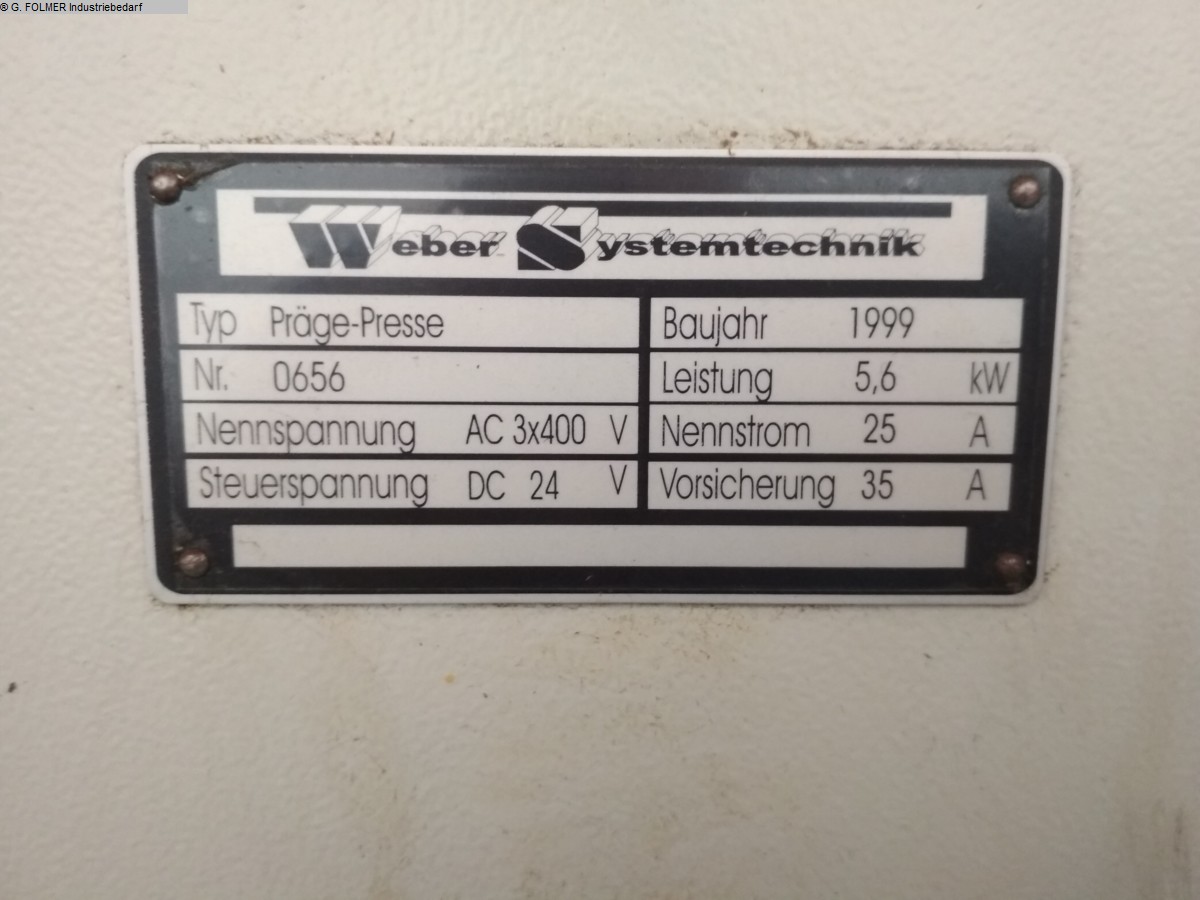 © G. FOLMER Industriebedarf
Weber Systemtechnik
Typ Präge-Presse
Baujahr 1999
Nr. 0656
Leistung 5,6 kW
Nennspannung AC 3x400 V
Nennstrom 25 A
Steuerspannung DC 24 V
Vorsicherung 35 A